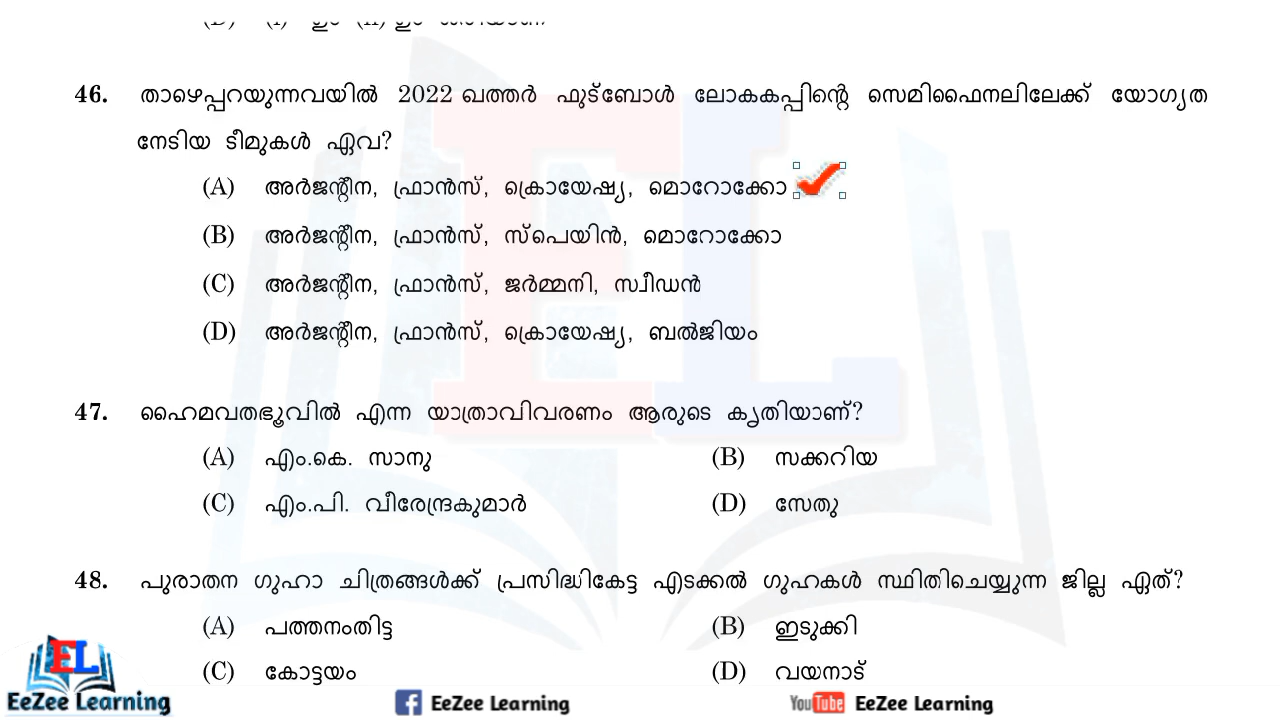 46. താഴെപ്പറയുന്നവയിൽ 2022 ഖത്തർ ഫുട്ബോൾ ലോകകപ്പിന്റെ സെമിഫൈനലിലേക്ക് യോഗ്യത
നേടിയ ടീമുകൾ ഏവ?
(A) അർജന്റീന, ഫ്രാൻസ്, ക്രൊയേഷ്യ, മൊറോക്കോ
(B) അർജന്റീന, ഫ്രാൻസ്, സ്പെയിൻ, മൊറോക്കോ
(C) അർജന്റീന, ഫ്രാൻസ്, ജർമ്മനി, സ്വീഡൻ
(D) അർജന്റീന, ഫ്രാൻസ്, ക്രൊയേഷ്യ, ബൽജിയം
47. ഹൈമവതഭൂവിൽ എന്ന യാത്രാവിവരണം ആരുടെ കൃതിയാണ്?
(A) എം.കെ. സാനു (B) സക്കറിയ
(C) എം.പി. വീരേന്ദ്രകുമാർ (D) സേതു
48. പുരാതന ഗുഹാ ചിത്രങ്ങൾക്ക് പ്രസിദ്ധികേട്ട എടക്കൽ ഗുഹകൾ സ്ഥിതിചെയ്യുന്ന ജില്ല ഏത്?
(A) പത്തനംതിട്ട (B) ഇടുക്കി
(C) കോട്ടയം (D) വയനാട്
EL
EeZee Learning EeZee Learning YouTube EeZee Learning